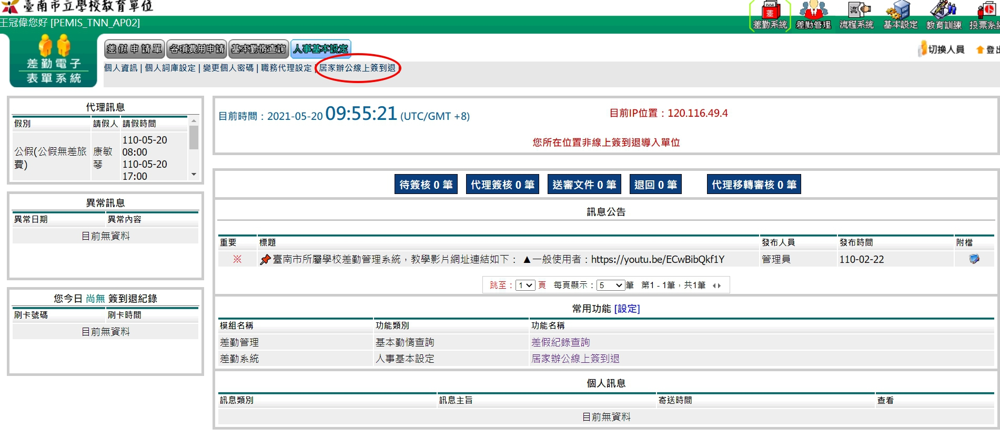 臺南市立學校教育單位
差勤系統 差勤管理 流程系統 基本設定 教育訓練 投票系統
王冠偉您好 [PEMIS_TNN_AP02]
差勤電子
表單系統
差假申請單 各項費用申請 基本勤惰查詢 人事基本設定
切換人員 登出
個人資訊 | 個人詞庫設定 | 變更個人密碼 | 職務代理設定 | 居家辦公線上簽到退
代理訊息
假別 請假人 請假時間
公假(公假無差旅費) 康敏琴 110-05-20
08:00
110-05-20
17:00
異常訊息
異常日期 異常內容
目前無資料
您今日 尚無 簽到退紀錄
刷卡號碼 刷卡時間
目前無資料
目前時間：2021-05-20 09:55:21 (UTC/GMT +8)
目前IP位置：120.116.49.4
您所在位置非線上簽到退導入單位
待簽核 0 筆 代理簽核 0 筆 送審文件 0 筆 退回 0 筆 代理移轉審核 0 筆
訊息公告
重要 標題 發布人員 發布時間 附檔
※ 臺南市所屬學校差勤管理系統，教學影片網址連結如下： ▲一般使用者：https://youtu.be/ECwBibQkf1Y 管理員 110-02-22
跳至：1 頁 每頁顯示：5 筆 第1 - 1筆，共1筆
常用功能 [設定]
模組名稱 功能類別 功能名稱
差勤管理 基本勤惰查詢 差假紀錄查詢
差勤系統 人事基本設定 居家辦公線上簽到退
個人訊息
訊息類別 訊息主旨 寄送時間 查看
目前無資料